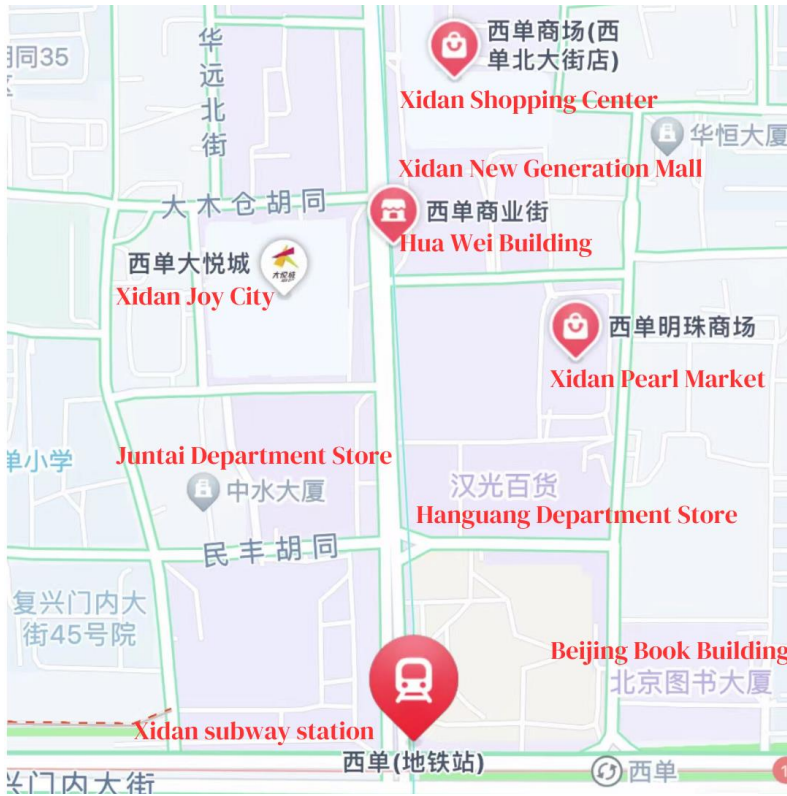 西单商场(西
单北大街店)
Xidan Shopping Center
胡同35
华远北街
华恒大厦
Xidan New Generation Mall
大木仓胡同
西单商业街
Hua Wei Building
西单大悦城
大悦城
Xidan Joy City
西单明珠商场
Xidan Pearl Market
Juntai Department Store
单小学
中水大厦
汉光百货
Hanguang Department Store
民丰胡同
复兴门内大
街45号院
Beijing Book Building
北京图书大厦
Xidan subway station
西单(地铁站)
西单
1
兴门内大街